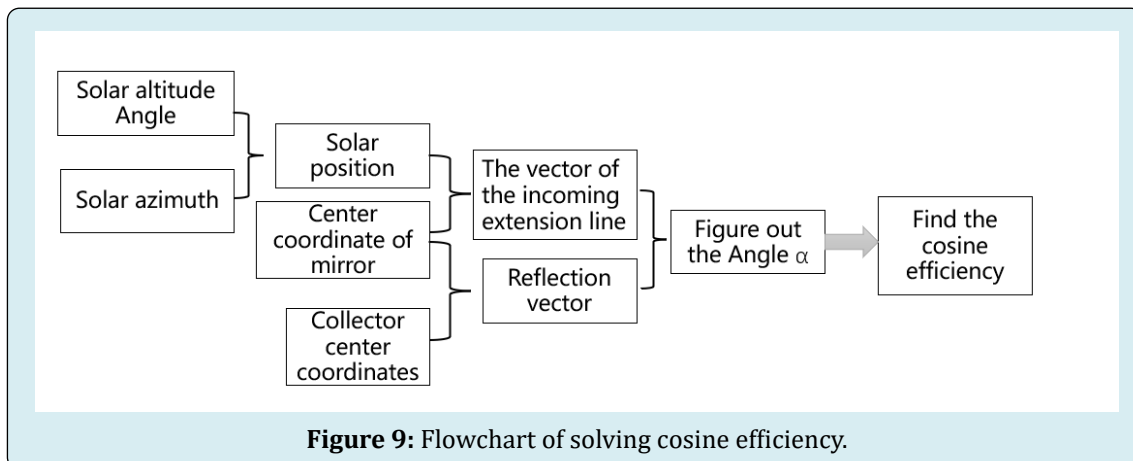 Solar altitude
Angle
Solar azimuth
Solar
position
Center
coordinate of
mirror
Collector
center
coordinates
The vector of
the incoming
extension line
Reflection
vector
Figure out
the Angle α
Find the
cosine
efficiency
Figure 9: Flowchart of solving cosine efficiency.